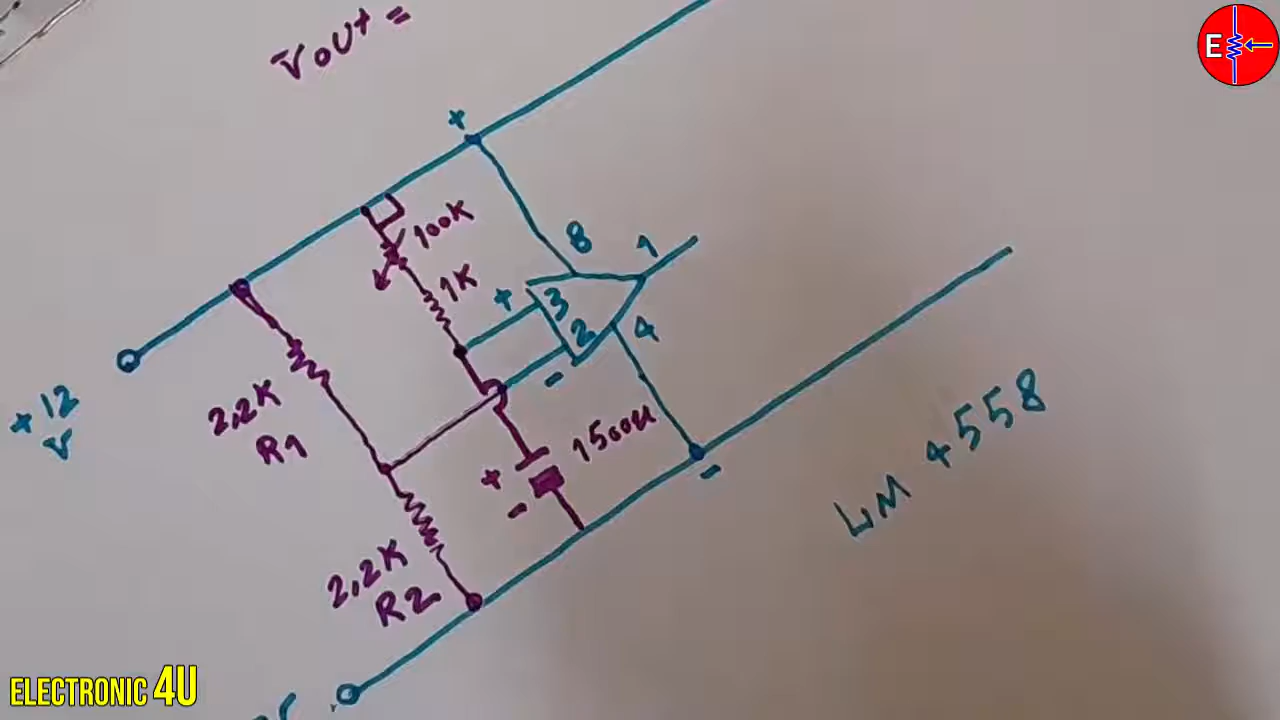 E
Vout =
+
100K
8
1
1K
+
3
2
4
-
+12
V
2,2K
R1
1500u
+
-
-
LM 4558
2,2K
R2
ELECTRONIC 4U